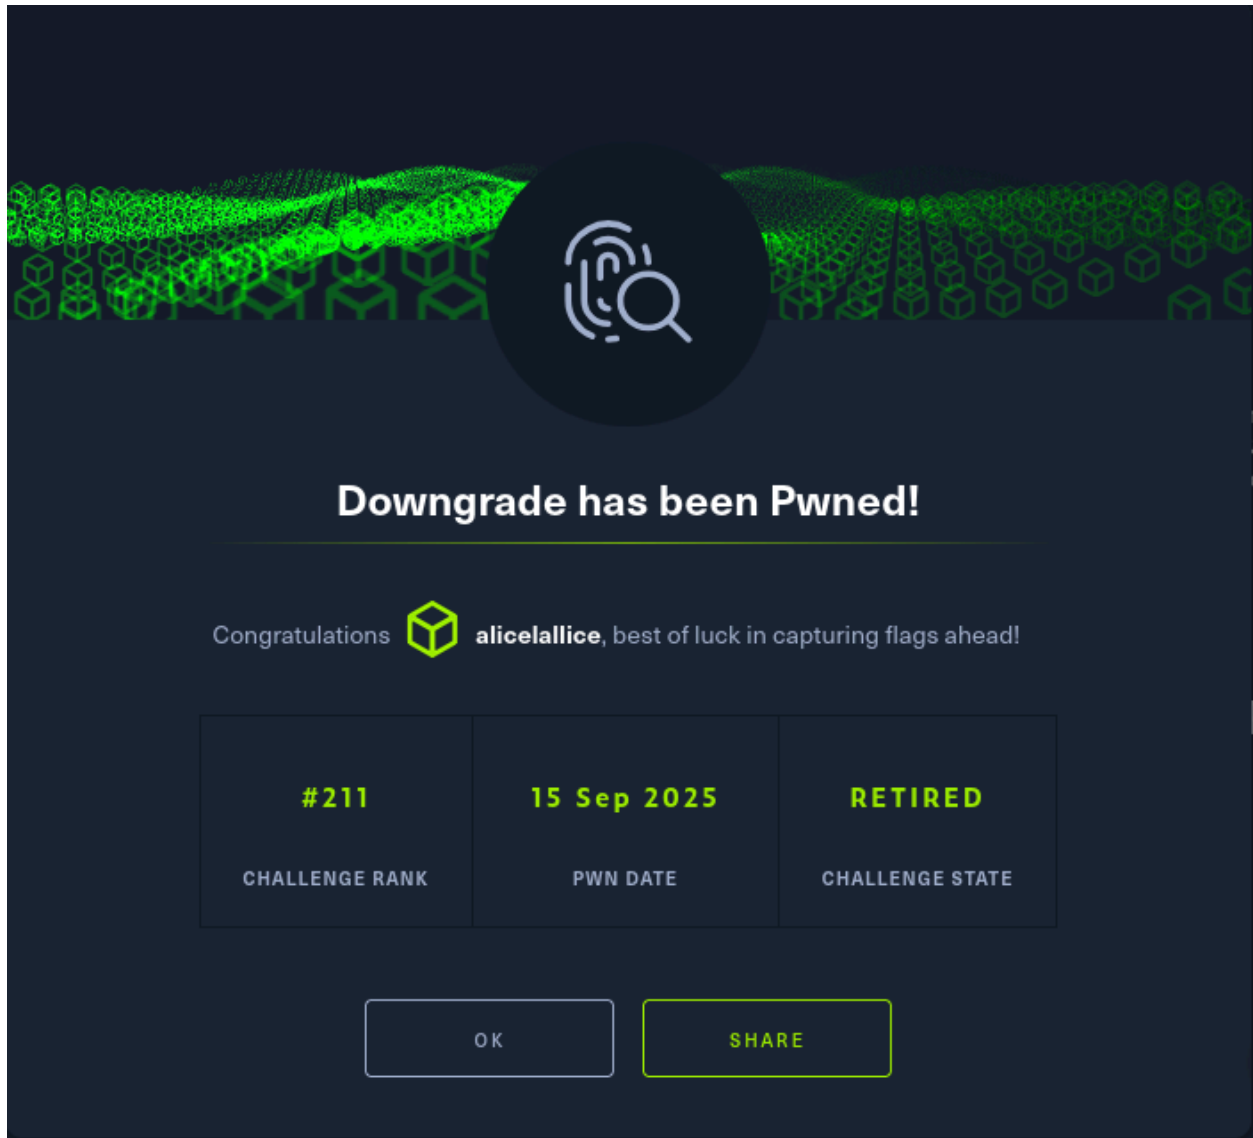 Downgrade has been Pwned!
Congratulations alicelallice, best of luck in capturing flags ahead!
#211 15 Sep 2025 RETIRED
CHALLENGE RANK PWN DATE CHALLENGE STATE
OK SHARE